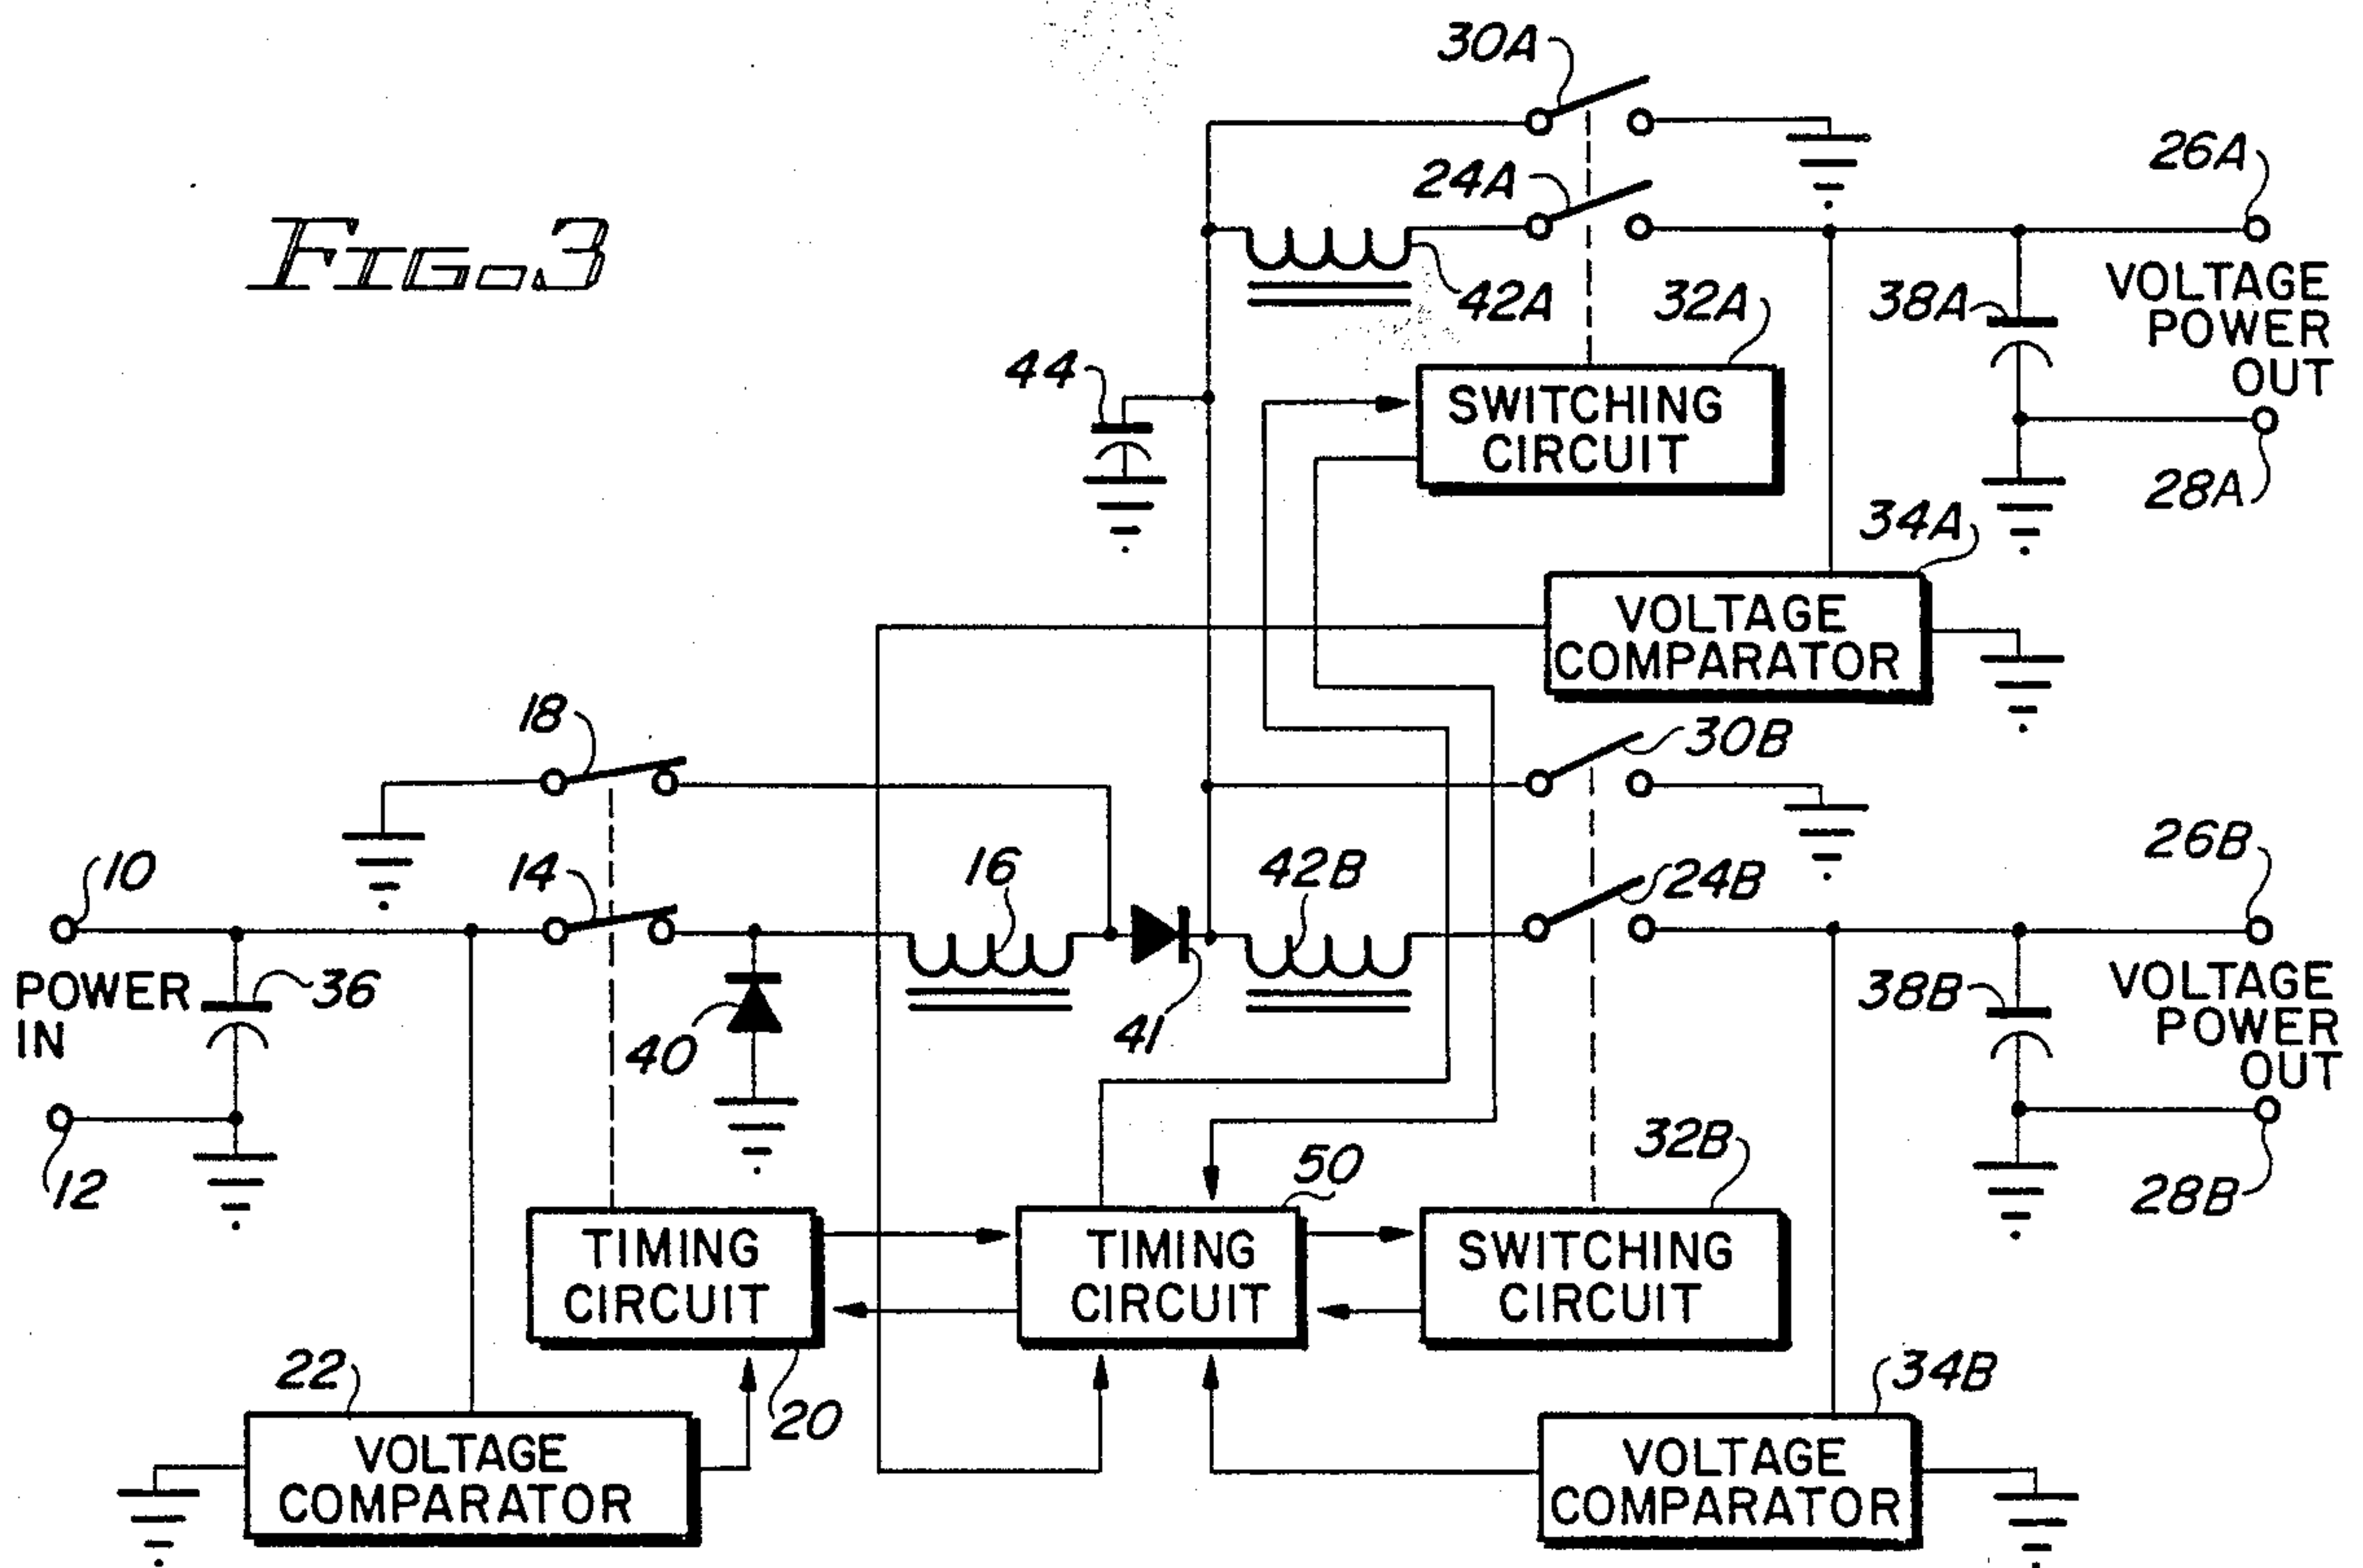 FIG. 3
30A
24A
26A
42A
32A
38A
VOLTAGE
POWER
OUT
44
SWITCHING
CIRCUIT
28A
34A
VOLTAGE
COMPARATOR
18
30B
10
14
16
42B
24B
26B
POWER
IN
36
40
41
38B
VOLTAGE
POWER
OUT
12
50
32B
28B
TIMING
CIRCUIT
TIMING
CIRCUIT
SWITCHING
CIRCUIT
22
20
34B
VOLTAGE
COMPARATOR
VOLTAGE
COMPARATOR